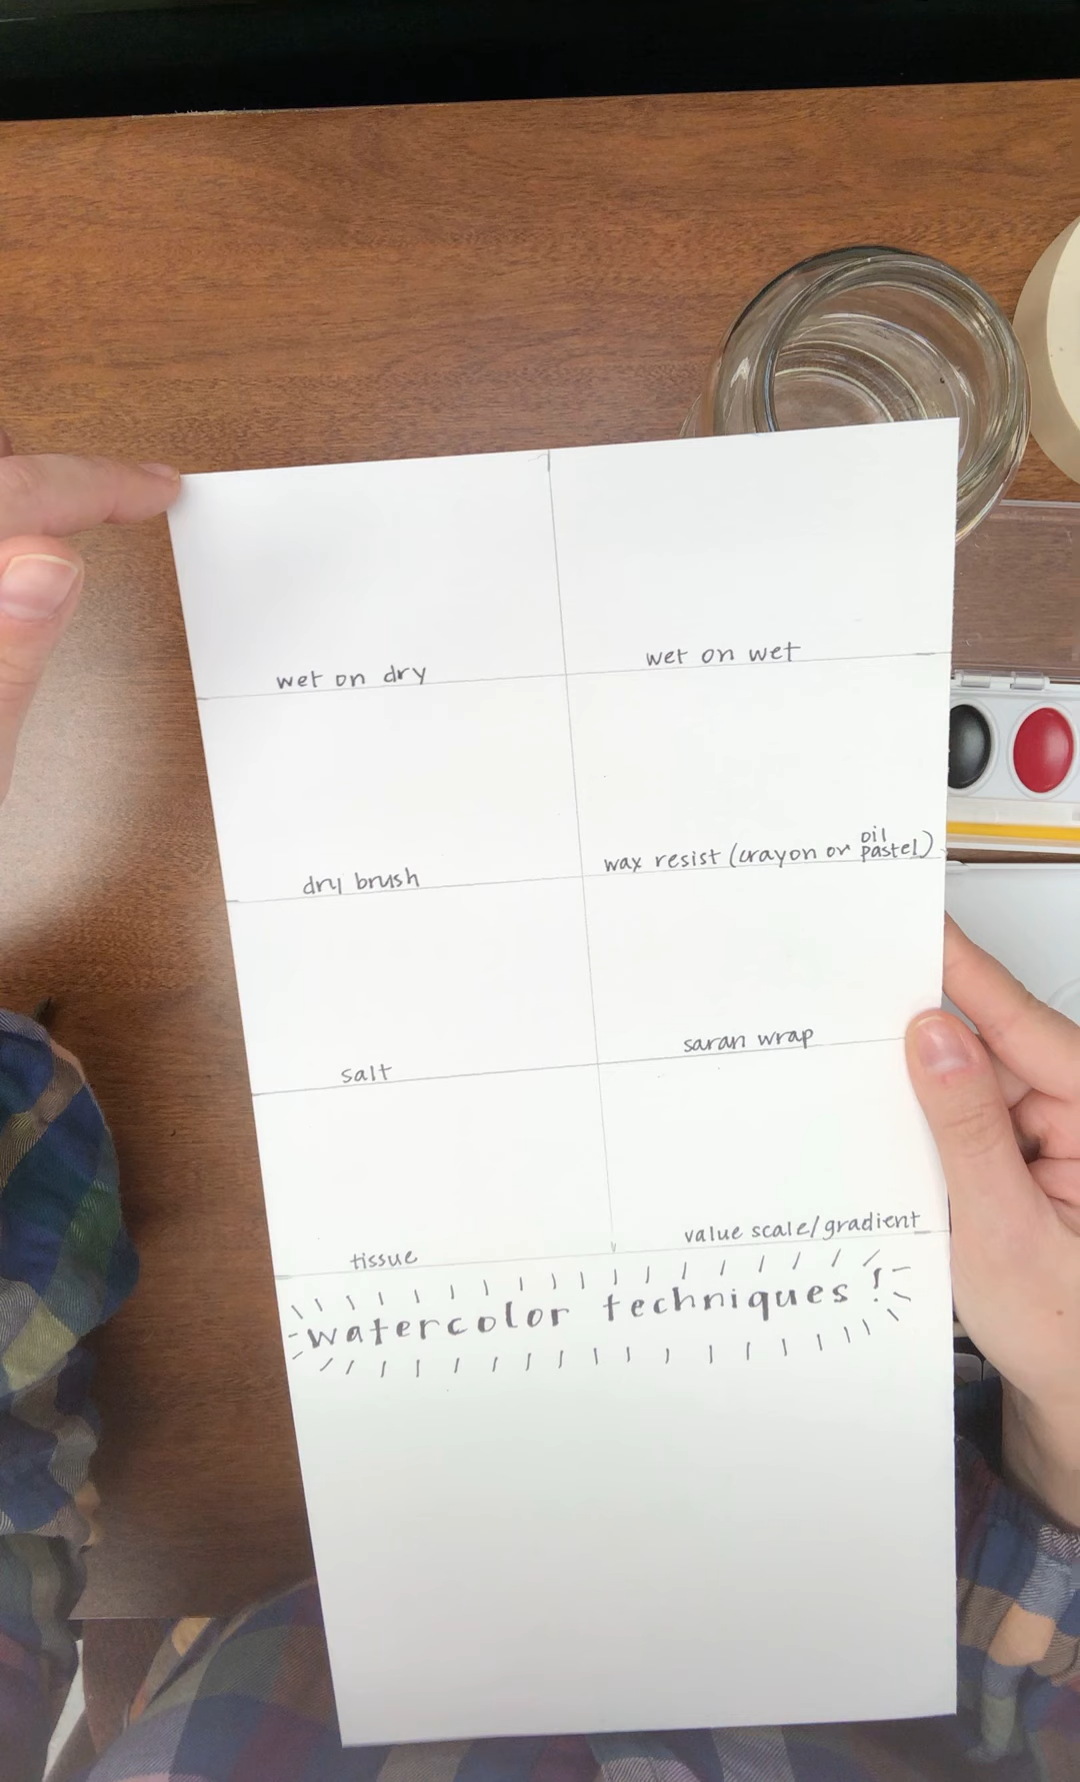 wet on dry
wet on wet
dry brush
wax resist (crayon or oil pastel)
salt
saran wrap
tissue
value scale/gradient
watercolor techniques!